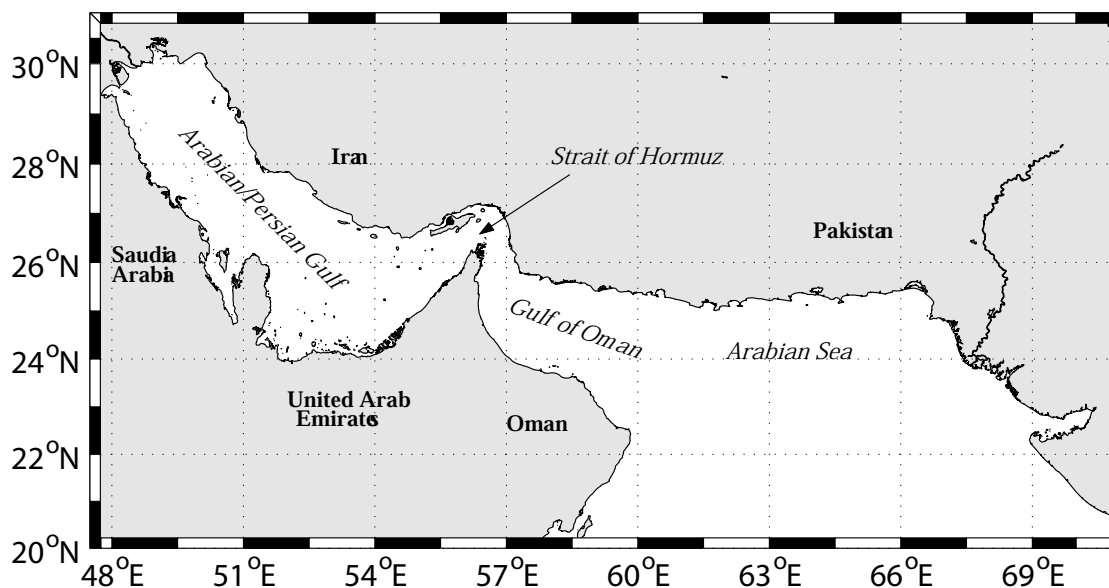 30°N
28°N
26°N
24°N
22°N
20°N
Arabian/Persian Gulf
Iran
Strait of Hormuz
Pakistan
Saudia
Arabia
Gulf of Oman
Arabian Sea
United Arab
Emirates
Oman
48°E 51°E 54°E 57°E 60°E 63°E 66°E 69°E